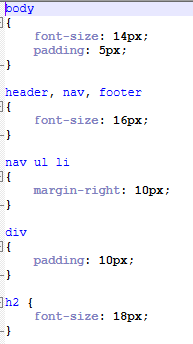 body
{
    font-size: 14px;
    padding: 5px;
}
header, nav, footer
{
    font-size: 16px;
}
nav ul li
{
    margin-right: 10px;
}
div
{
    padding: 10px;
}
h2 {
    font-size: 18px;
}